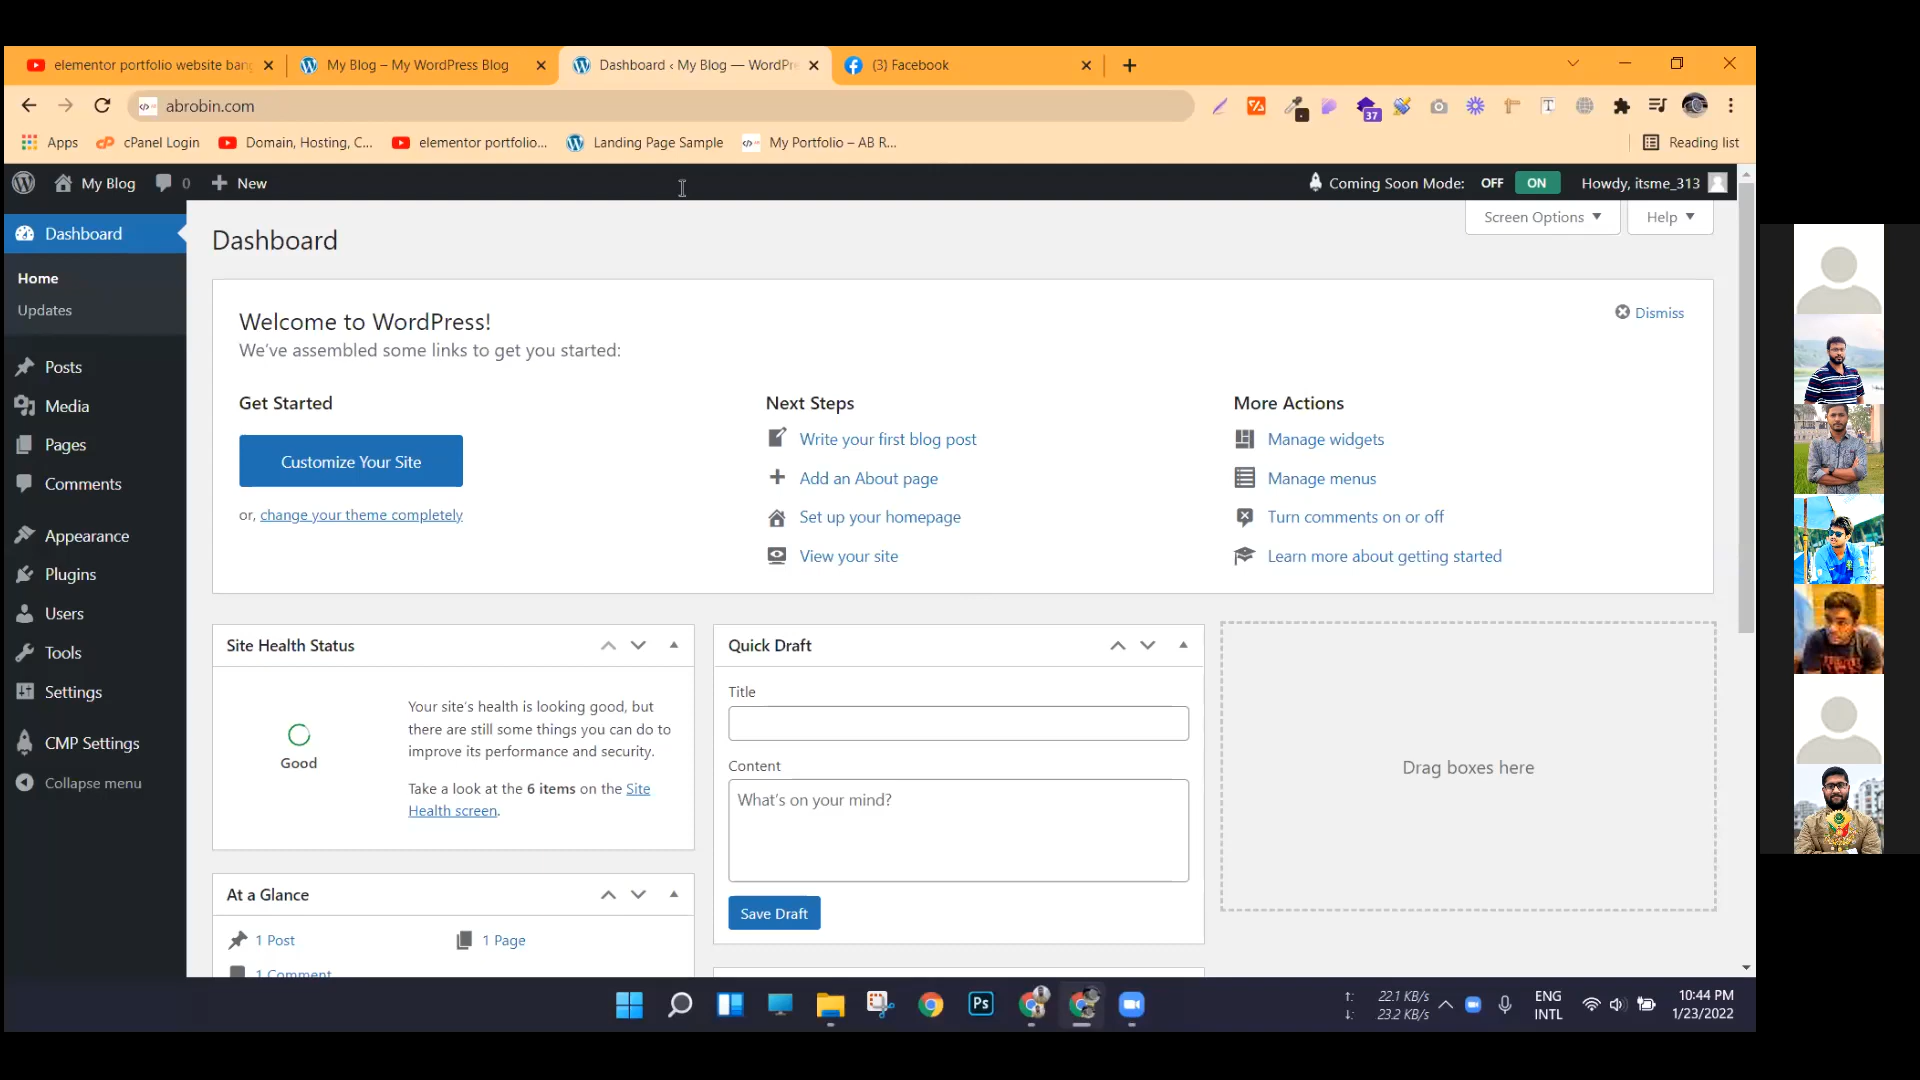 elementor portfolio website bang
My Blog – My WordPress Blog
Dashboard ‹ My Blog — WordPre
(3) Facebook
abrobin.com
37
Apps
cPanel Login
Domain, Hosting, C...
elementor portfolio...
Landing Page Sample
My Portfolio – AB R...
Reading list
My Blog
0
New
Coming Soon Mode:
OFF
ON
Howdy, itsme_313
Dashboard
Home
Updates
Posts
Media
Pages
Comments
Appearance
Plugins
Users
Tools
Settings
CMP Settings
Collapse menu
Screen Options
Help
Dashboard
Welcome to WordPress!
We've assembled some links to get you started:
Dismiss
Get Started
Customize Your Site
or, change your theme completely
Next Steps
Write your first blog post
Add an About page
Set up your homepage
View your site
More Actions
Manage widgets
Manage menus
Turn comments on or off
Learn more about getting started
Site Health Status
Good
Your site's health is looking good, but
there are still some things you can do to
improve its performance and security.
Take a look at the 6 items on the Site
Health screen.
At a Glance
1 Post
1 Page
1 Comment
Quick Draft
Title
Content
What's on your mind?
Save Draft
Drag boxes here
Ps
22.1 KB/s
23.2 KB/s
ENG
INTL
10:44 PM
1/23/2022